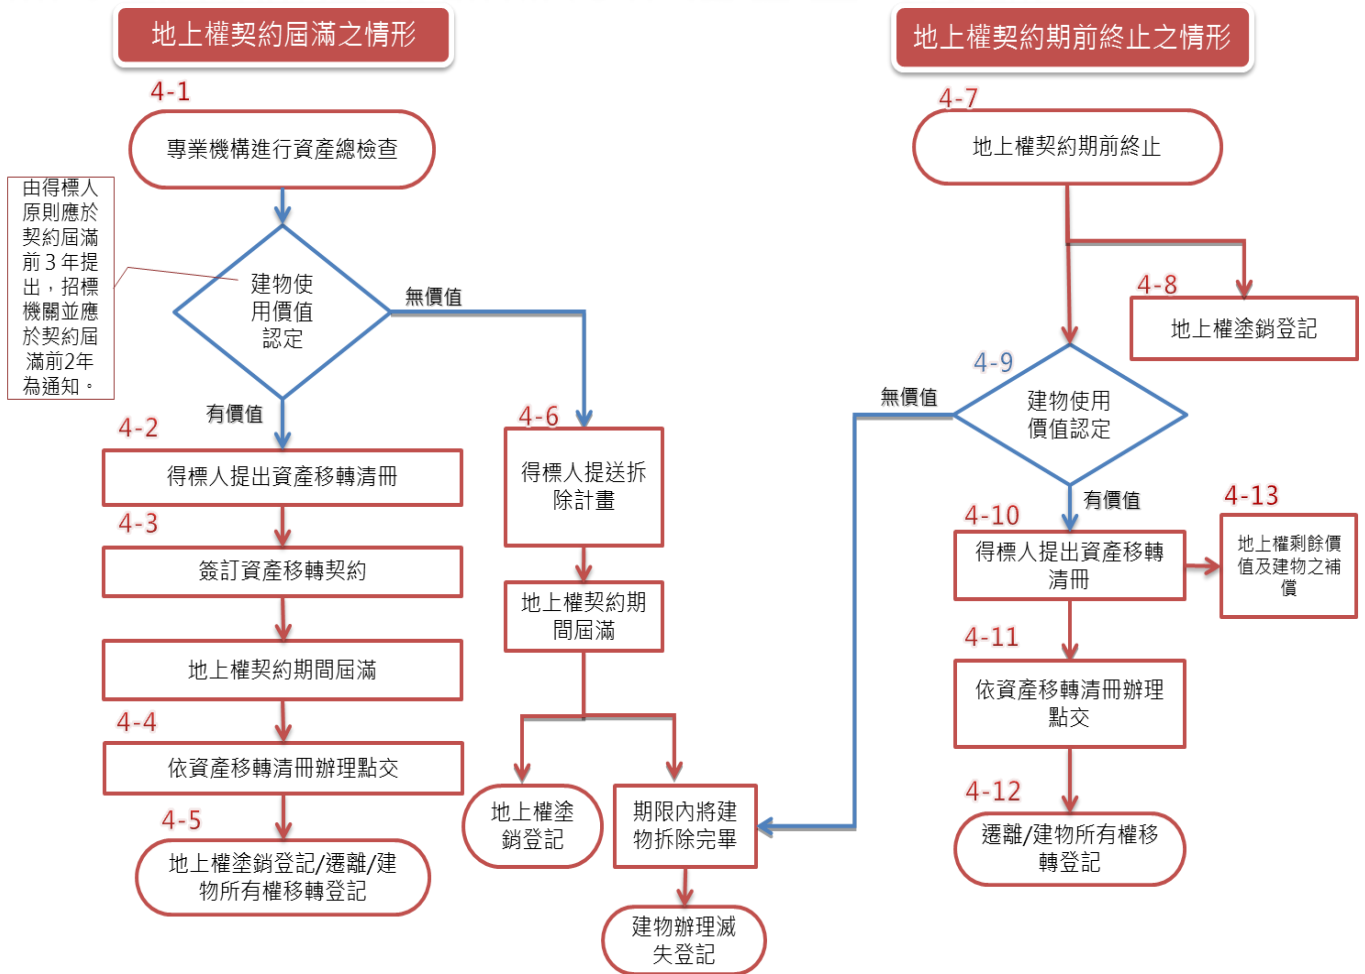 地上權契約屆滿之情形
4-1
專業機構進行資產總檢查
由得標人
原則應於
契約屆滿
前３年提
出，招標
機關並應
於契約屆
滿前2年
為通知。
建物使
用價值
認定
無價值
有價值
4-2
得標人提出資產移轉清冊
4-3
簽訂資產移轉契約
地上權契約期間屆滿
4-4
依資產移轉清冊辦理點交
4-5
地上權塗銷登記/遷離/建
物所有權移轉登記
4-6
得標人提送拆
除計畫
地上權契約期
間屆滿
地上權塗
銷登記
期限內將建
物拆除完畢
建物辦理滅
失登記
地上權契約期前終止之情形
4-7
地上權契約期前終止
4-8
地上權塗銷登記
4-9
建物使用
價值認定
無價值
有價值
4-10
得標人提出資產移轉
清冊
4-13
地上權剩餘價
值及建物之補
償
4-11
依資產移轉清冊辦理
點交
4-12
遷離/建物所有權移
轉登記